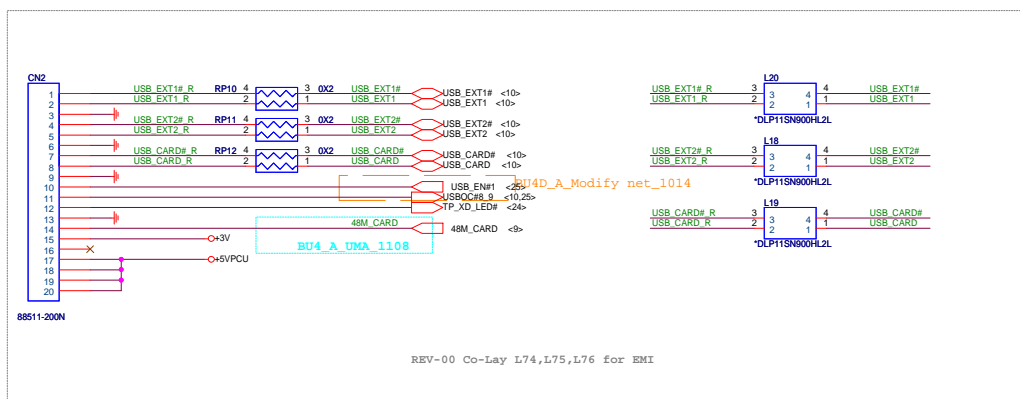 CN2
L20
1 USB_EXT1#_R 4 RP10 3 0X2 USB_EXT1# USB_EXT1# <10>
2 USB_EXT1_R 2 1 USB_EXT1 USB_EXT1 <10>
USB_EXT1#_R 3 3 4 4 USB_EXT1#
USB_EXT1_R 2 2 1 1 USB_EXT1
*DLP11SN900HL2L
3
4 USB_EXT2#_R RP11 4 3 0X2 USB_EXT2# USB_EXT2# <10>
5 USB_EXT2_R 2 1 USB_EXT2 USB_EXT2 <10>
L18
USB_EXT2#_R 3 3 4 4 USB_EXT2#
USB_EXT2_R 2 2 1 1 USB_EXT2
*DLP11SN900HL2L
6
7 USB_CARD#_R RP12 4 3 0X2 USB_CARD# USB_CARD# <10>
8 USB_CARD_R 2 1 USB_CARD USB_CARD <10>
9
10 USB_EN#1 <25>
BU4D_A_Modify net_1014
11 USBOC#8_9 <10,25>
12 TP_XD_LED# <24>
L19
USB_CARD#_R 3 3 4 4 USB_CARD#
USB_CARD_R 2 2 1 1 USB_CARD
*DLP11SN900HL2L
13
14 48M_CARD 48M_CARD <9>
15 +3V
BU4_A_UMA_1108
16
17 +5VPCU
18
19
20
88511-200N
REV-00 Co-Lay L74,L75,L76 for EMI